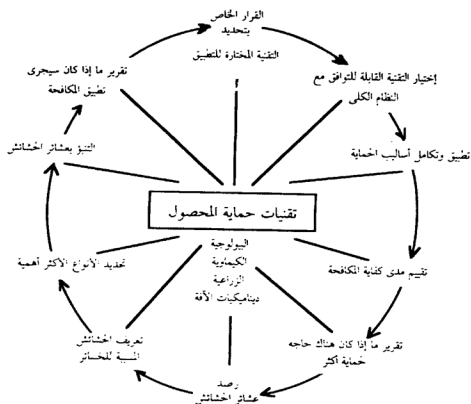 القرار الخاص
بتحديد
التقنية المختارة للتطبيق
إختيار التقنية القابلة للتوافق مع
النظام الكلى
تطبيق وتكامل أساليب الحماية
تقييم مدى كفاية المكافحة
تقرير ما إذا كان هناك حاجه
لحماية أكثر
رصد
عشائر الحشائش
تعريف الحشائش
المسببة للخسائر
تحديد الأنواع الأكثر أهمية
التنبؤ بعشائر الحشائش
تقرير ما إذا كان سيجرى
تطبيق المكافحة
تقنيات حماية المحصول
البيولوجية
الكيماوية
الزراعية
ديناميكيات الأفة